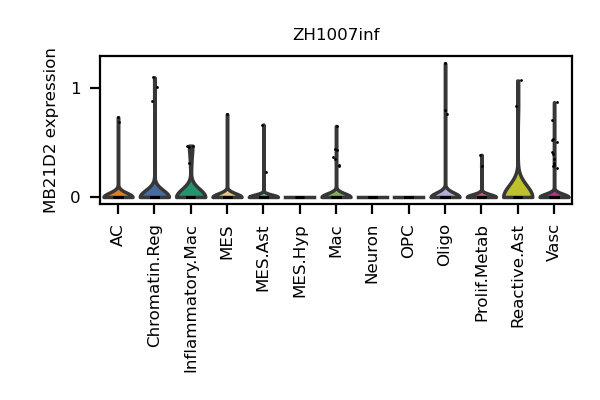 ZH1007inf
MB21D2 expression
1
0
AC
Chromatin.Reg
Inflammatory.Mac
MES
MES.Ast
MES.Hyp
Mac
Neuron
OPC
Oligo
Prolif.Metab
Reactive.Ast
Vasc